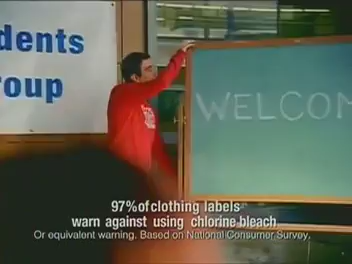 dents
roup
WELCOM
97% of clothing labels
warn against using chlorine bleach
Or equivalent warning. Based on National Consumer Survey.